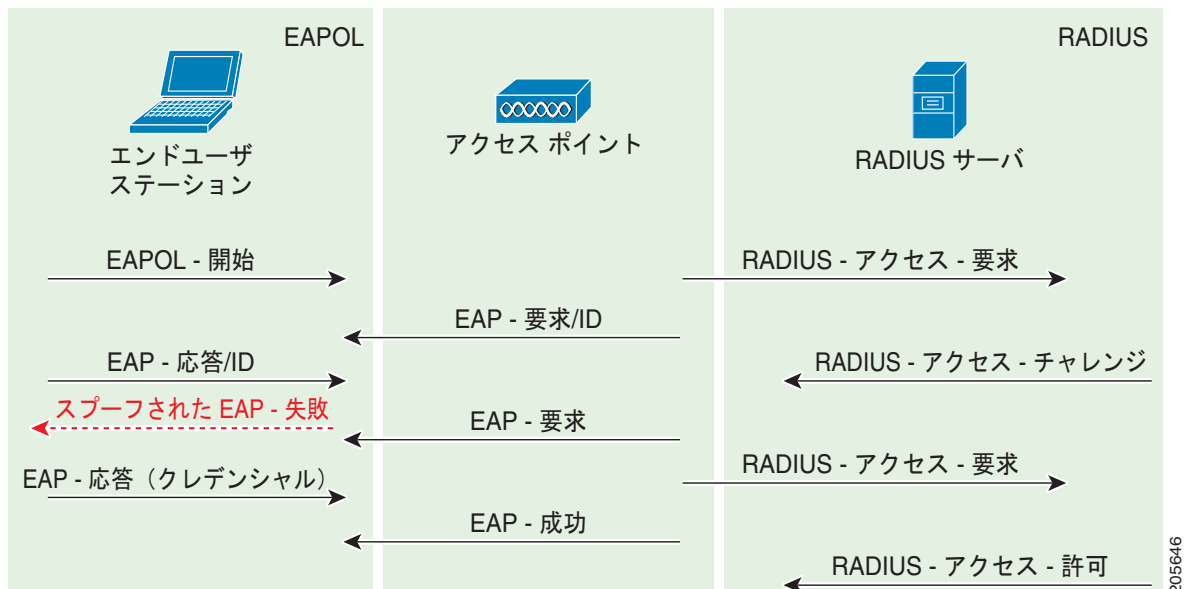 EAPOL
RADIUS
エンドユーザ
ステーション
アクセス ポイント
RADIUS サーバ
EAPOL - 開始
RADIUS - アクセス - 要求
EAP - 要求/ID
EAP - 応答/ID
RADIUS - アクセス - チャレンジ
スプーフされた EAP - 失敗
EAP - 要求
RADIUS - アクセス - 要求
EAP - 応答（クレデンシャル）
EAP - 成功
RADIUS - アクセス - 許可
205646